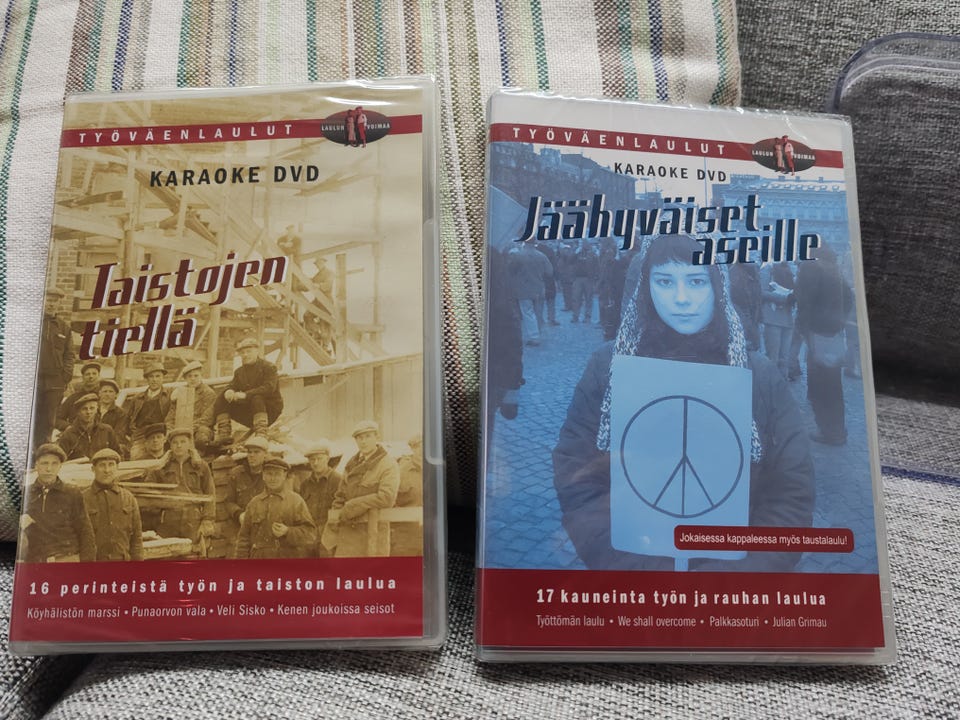 TYÖVÄENLAULUT
LAULUN VOIMAA
KARAOKE DVD
Taistojen
tiellä
16 perinteistä työn ja taiston laulua
Köyhälistön marssi • Punaorvon vala • Veli Sisko • Kenen joukoissa seisot
TYÖVÄENLAULUT
LAULUN VOIMAA
KARAOKE DVD
Jäähyväiset
aseille
Jokaisessa kappaleessa myös taustalaulu!
17 kauneinta työn ja rauhan laulua
Työttömän laulu • We shall overcome • Palkkasoturi • Julian Grimau